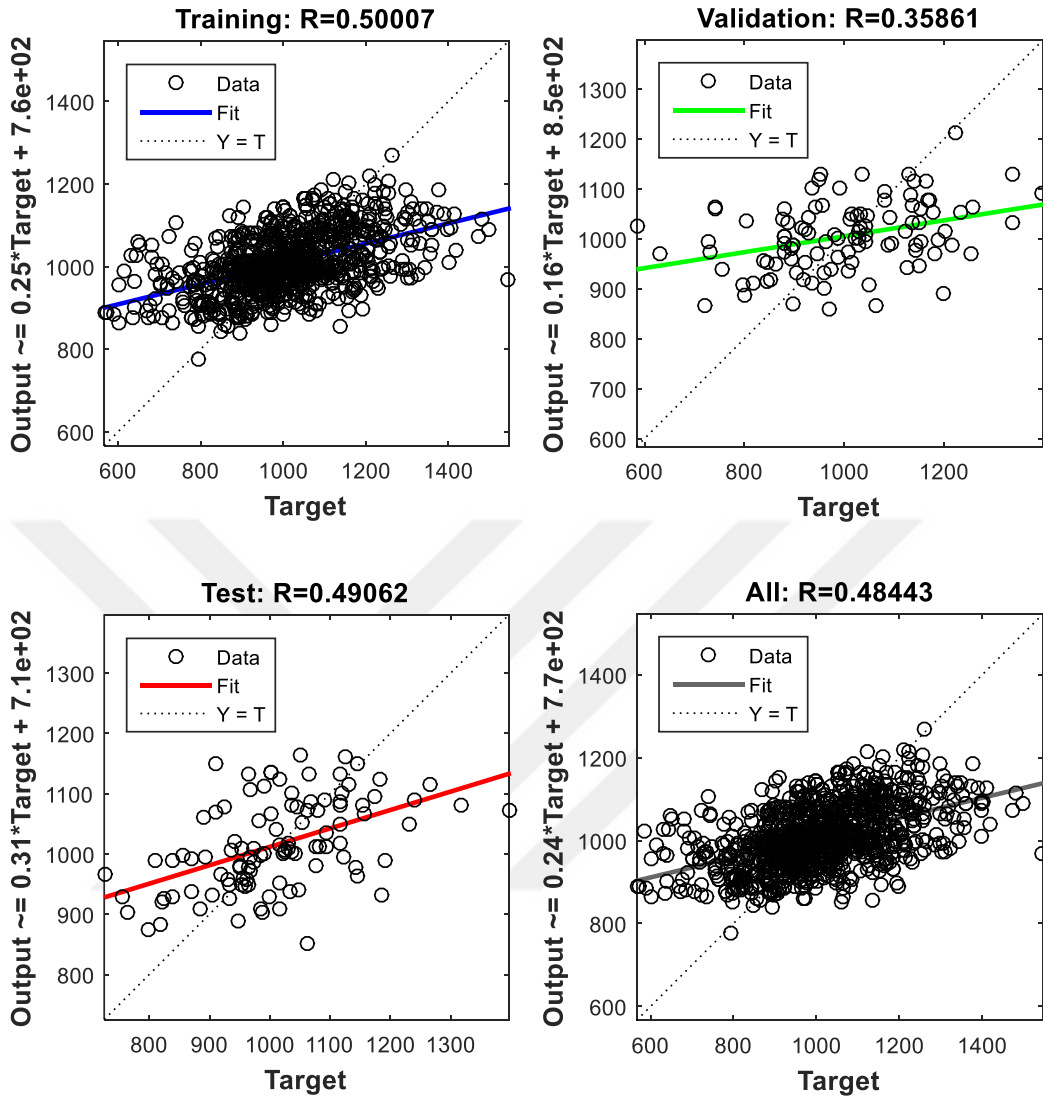 Training: R=0.50007
Output ~= 0.25*Target + 7.6e+02
Data
Fit
Y = T
1400
1200
1000
800
600
600 800 1000 1200 1400
Target
Validation: R=0.35861
Output ~= 0.16*Target + 8.5e+02
Data
Fit
Y = T
1300
1200
1100
1000
900
800
700
600
600 800 1000 1200
Target
Test: R=0.49062
Output ~= 0.31*Target + 7.1e+02
Data
Fit
Y = T
1300
1200
1100
1000
900
800
800 900 1000 1100 1200 1300
Target
All: R=0.48443
Output ~= 0.24*Target + 7.7e+02
Data
Fit
Y = T
1400
1200
1000
800
600
600 800 1000 1200 1400
Target